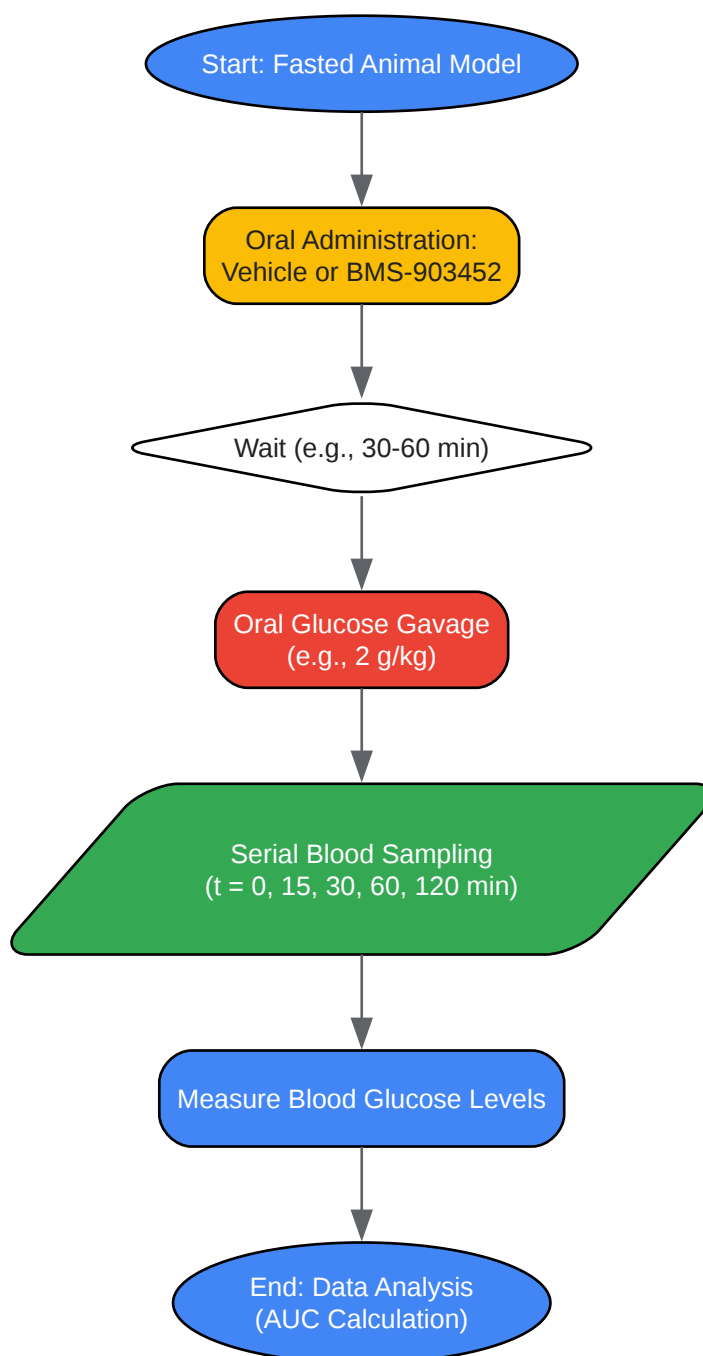 Start: Fasted Animal Model
Oral Administration:
Vehicle or BMS-903452
Wait (e.g., 30-60 min)
Oral Glucose Gavage
(e.g., 2 g/kg)
Serial Blood Sampling
(t = 0, 15, 30, 60, 120 min)
Measure Blood Glucose Levels
End: Data Analysis
(AUC Calculation)